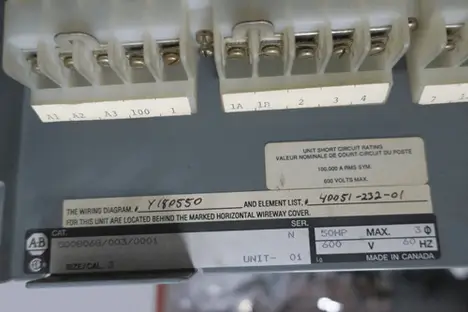 A1 A2 A3 100 1
1A 1B 2 3 4
UNIT SHORT CIRCUIT RATING
VALEUR NOMINALE DE COURT-CIRCUIT DU POSTE
100,000 A RMS SYM.
600 VOLTS MAX.
THE WIRING DIAGRAM # Y180550 AND ELEMENT LIST, # 40051-232-01
FOR THIS UNIT ARE LOCATED BEHIND THE MARKED HORIZONTAL WIREWAY COVER.
A-B
CAT. SER.
N
50HP MAX. 3Φ
600 V 60 HZ
SIZE/CAL. 3 UNIT- 01
10 MADE IN CANADA